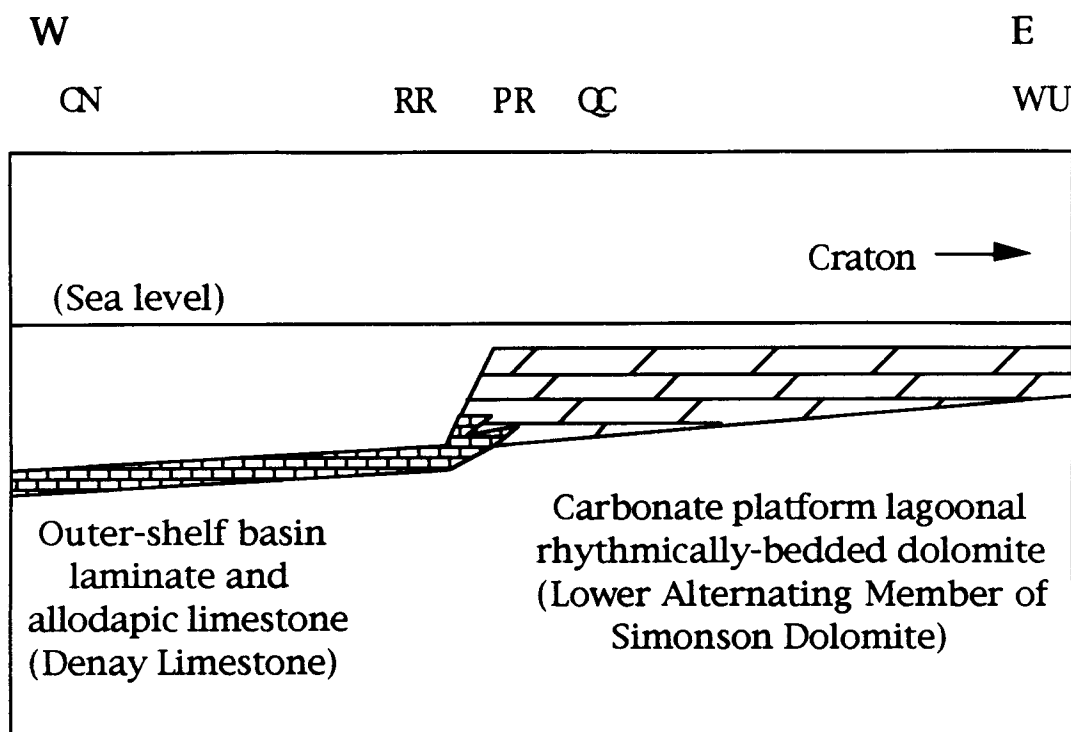 W E
CN RR PR QC WU
Craton
(Sea level)
Outer-shelf basin
laminate and
allodapic limestone
(Denay Limestone)
Carbonate platform lagoonal
rhythmically-bedded dolomite
(Lower Alternating Member of
Simonson Dolomite)